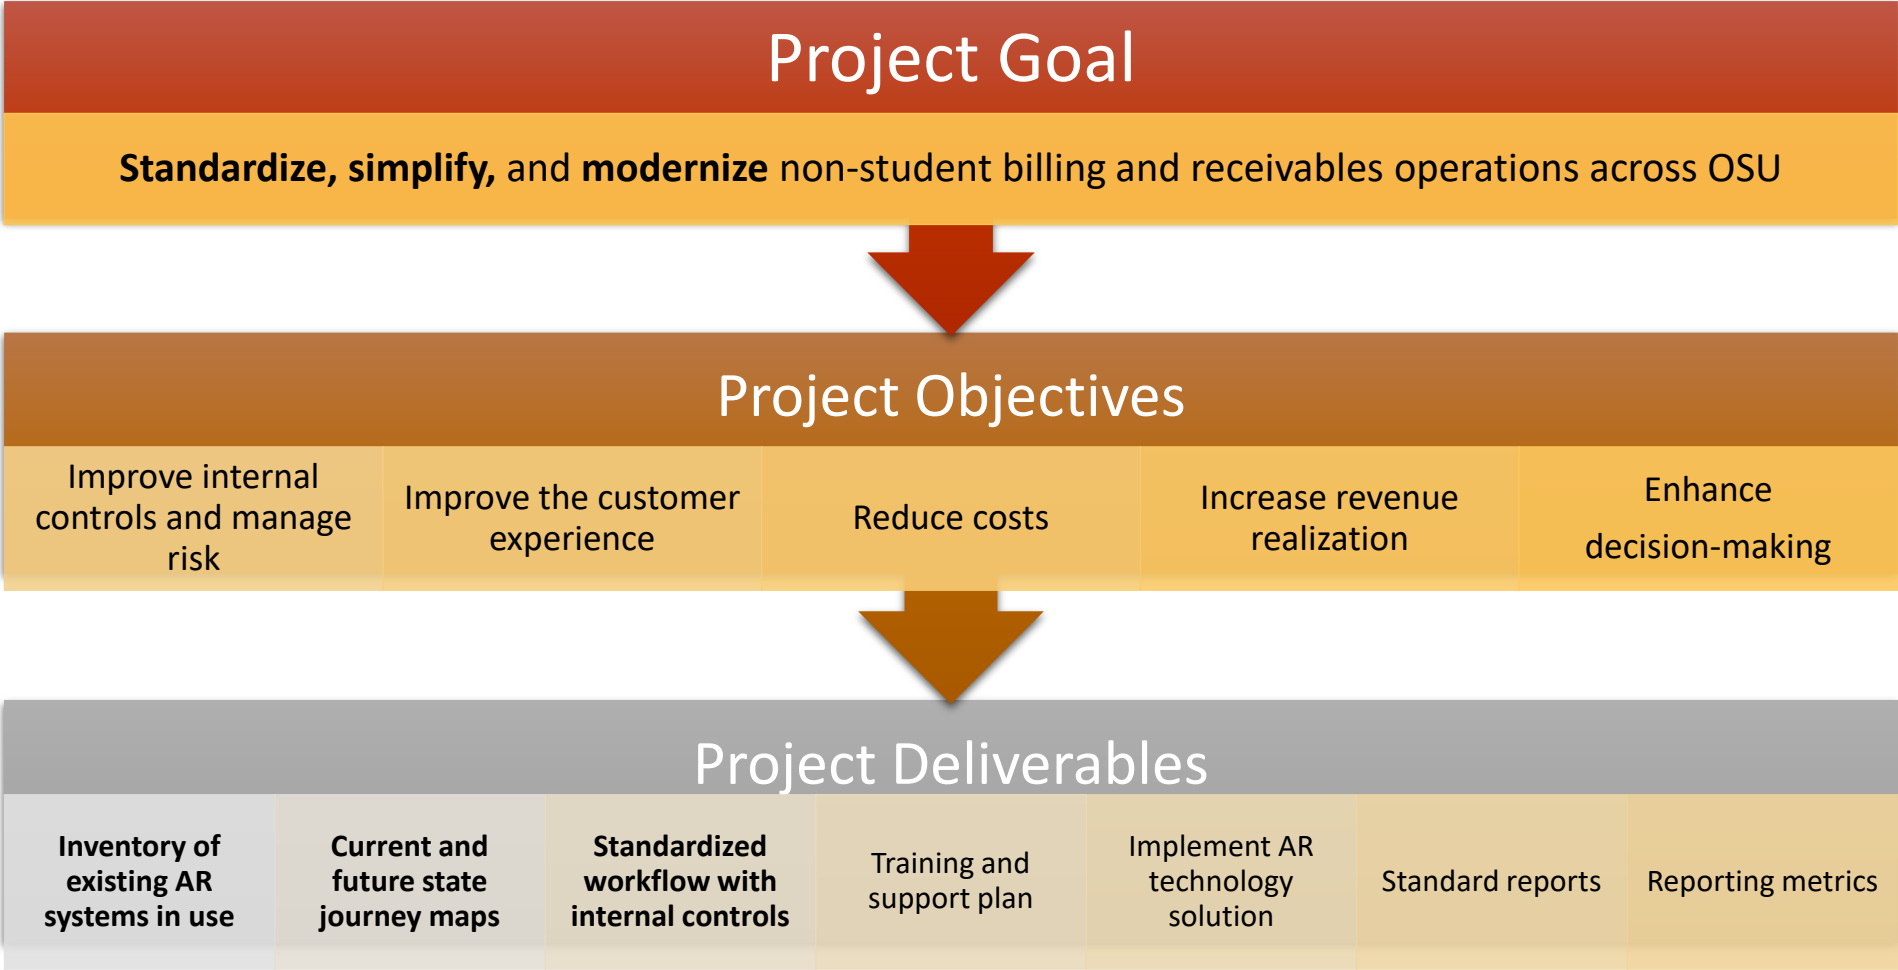 Project Goal
Standardize, simplify, and modernize non-student billing and receivables operations across OSU
Project Objectives
Improve internal
controls and manage
risk
Improve the customer
experience
Reduce costs
Increase revenue
realization
Enhance
decision-making
Project Deliverables
Inventory of
existing AR
systems in use
Current and
future state
journey maps
Standardized
workflow with
internal controls
Training and
support plan
Implement AR
technology
solution
Standard reports
Reporting metrics